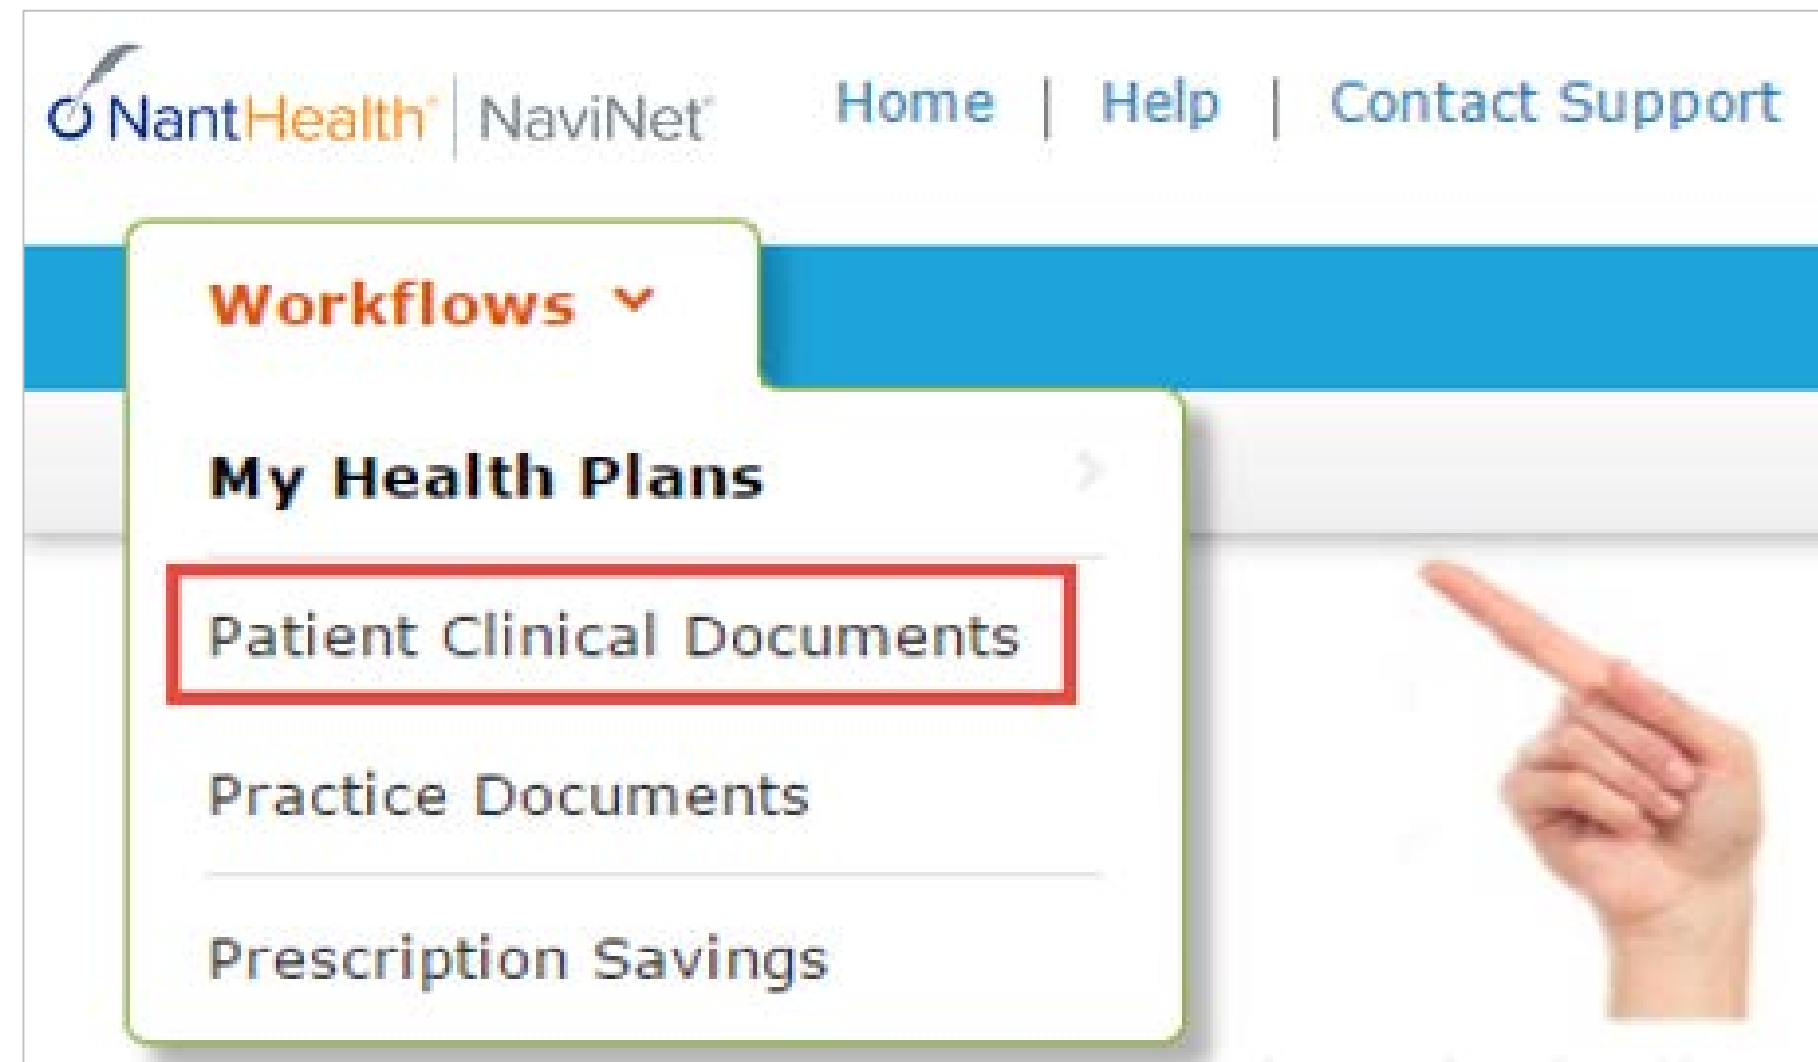 NantHealth | NaviNet Home | Help | Contact Support
Workflows
My Health Plans
Patient Clinical Documents
Practice Documents
Prescription Savings